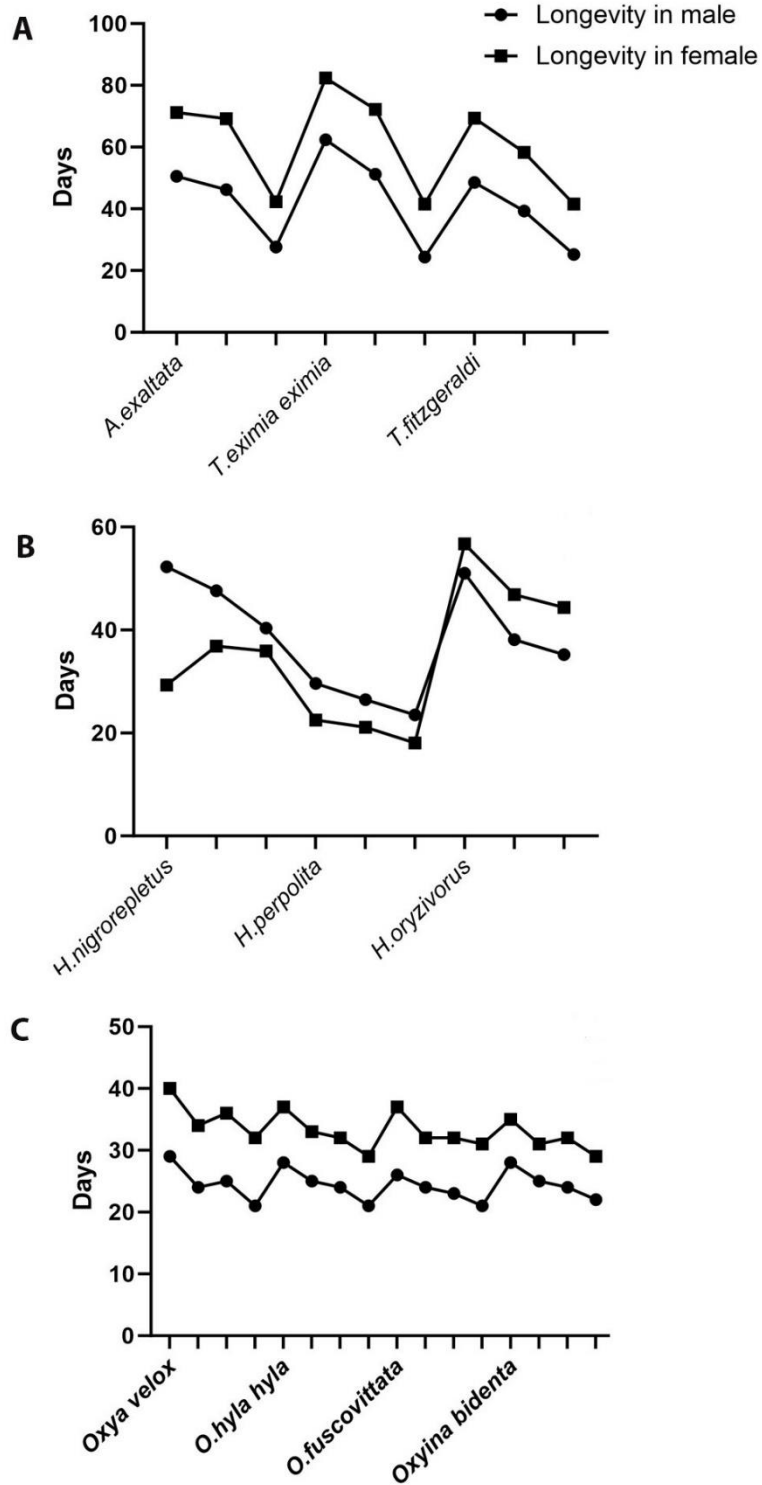 A
Longevity in male
Longevity in female
100
80
60
40
20
0
Days
A.exaltata
T.eximia eximia
T.fitzgeraldi
B
60
40
20
0
Days
H.nigrorepletus
H.perpolita
H.oryzivorus
C
50
40
30
20
10
0
Days
Oxya velox
O.hyla hyla
O.fuscovittata
Oxyina bidenta